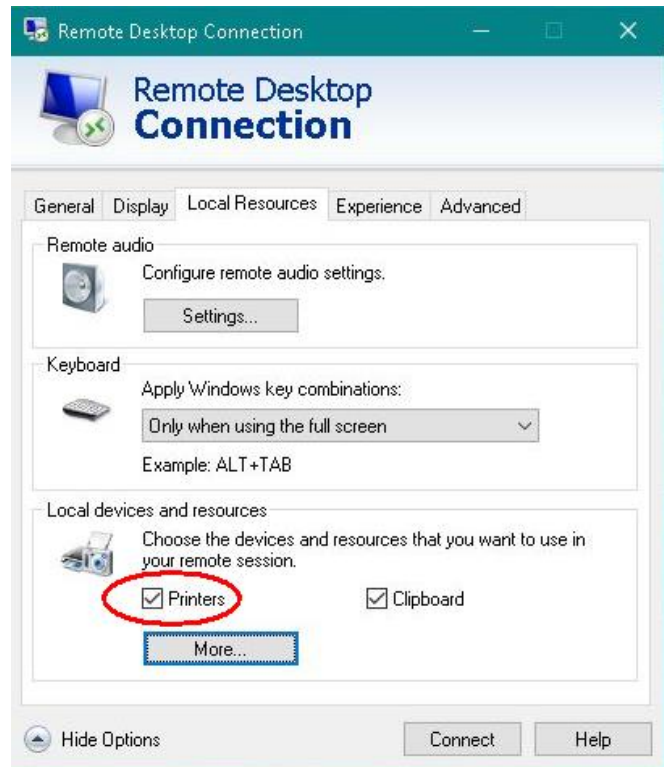 Remote Desktop Connection
Remote Desktop
Connection
General Display Local Resources Experience Advanced
Remote audio
Configure remote audio settings.
Settings...
Keyboard
Apply Windows key combinations:
Only when using the full screen
Example: ALT+TAB
Local devices and resources
Choose the devices and resources that you want to use in
your remote session.
Printers Clipboard
More...
Hide Options Connect Help